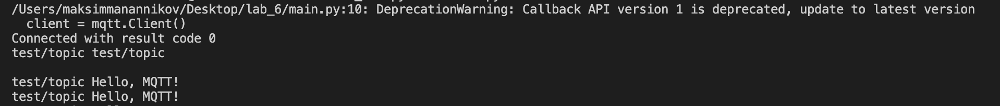 /Users/maksimmanannikov/Desktop/lab_6/main.py:10: DeprecationWarning: Callback API version 1 is deprecated, update to latest version
  client = mqtt.Client()
Connected with result code 0
test/topic test/topic

test/topic Hello, MQTT!
test/topic Hello, MQTT!